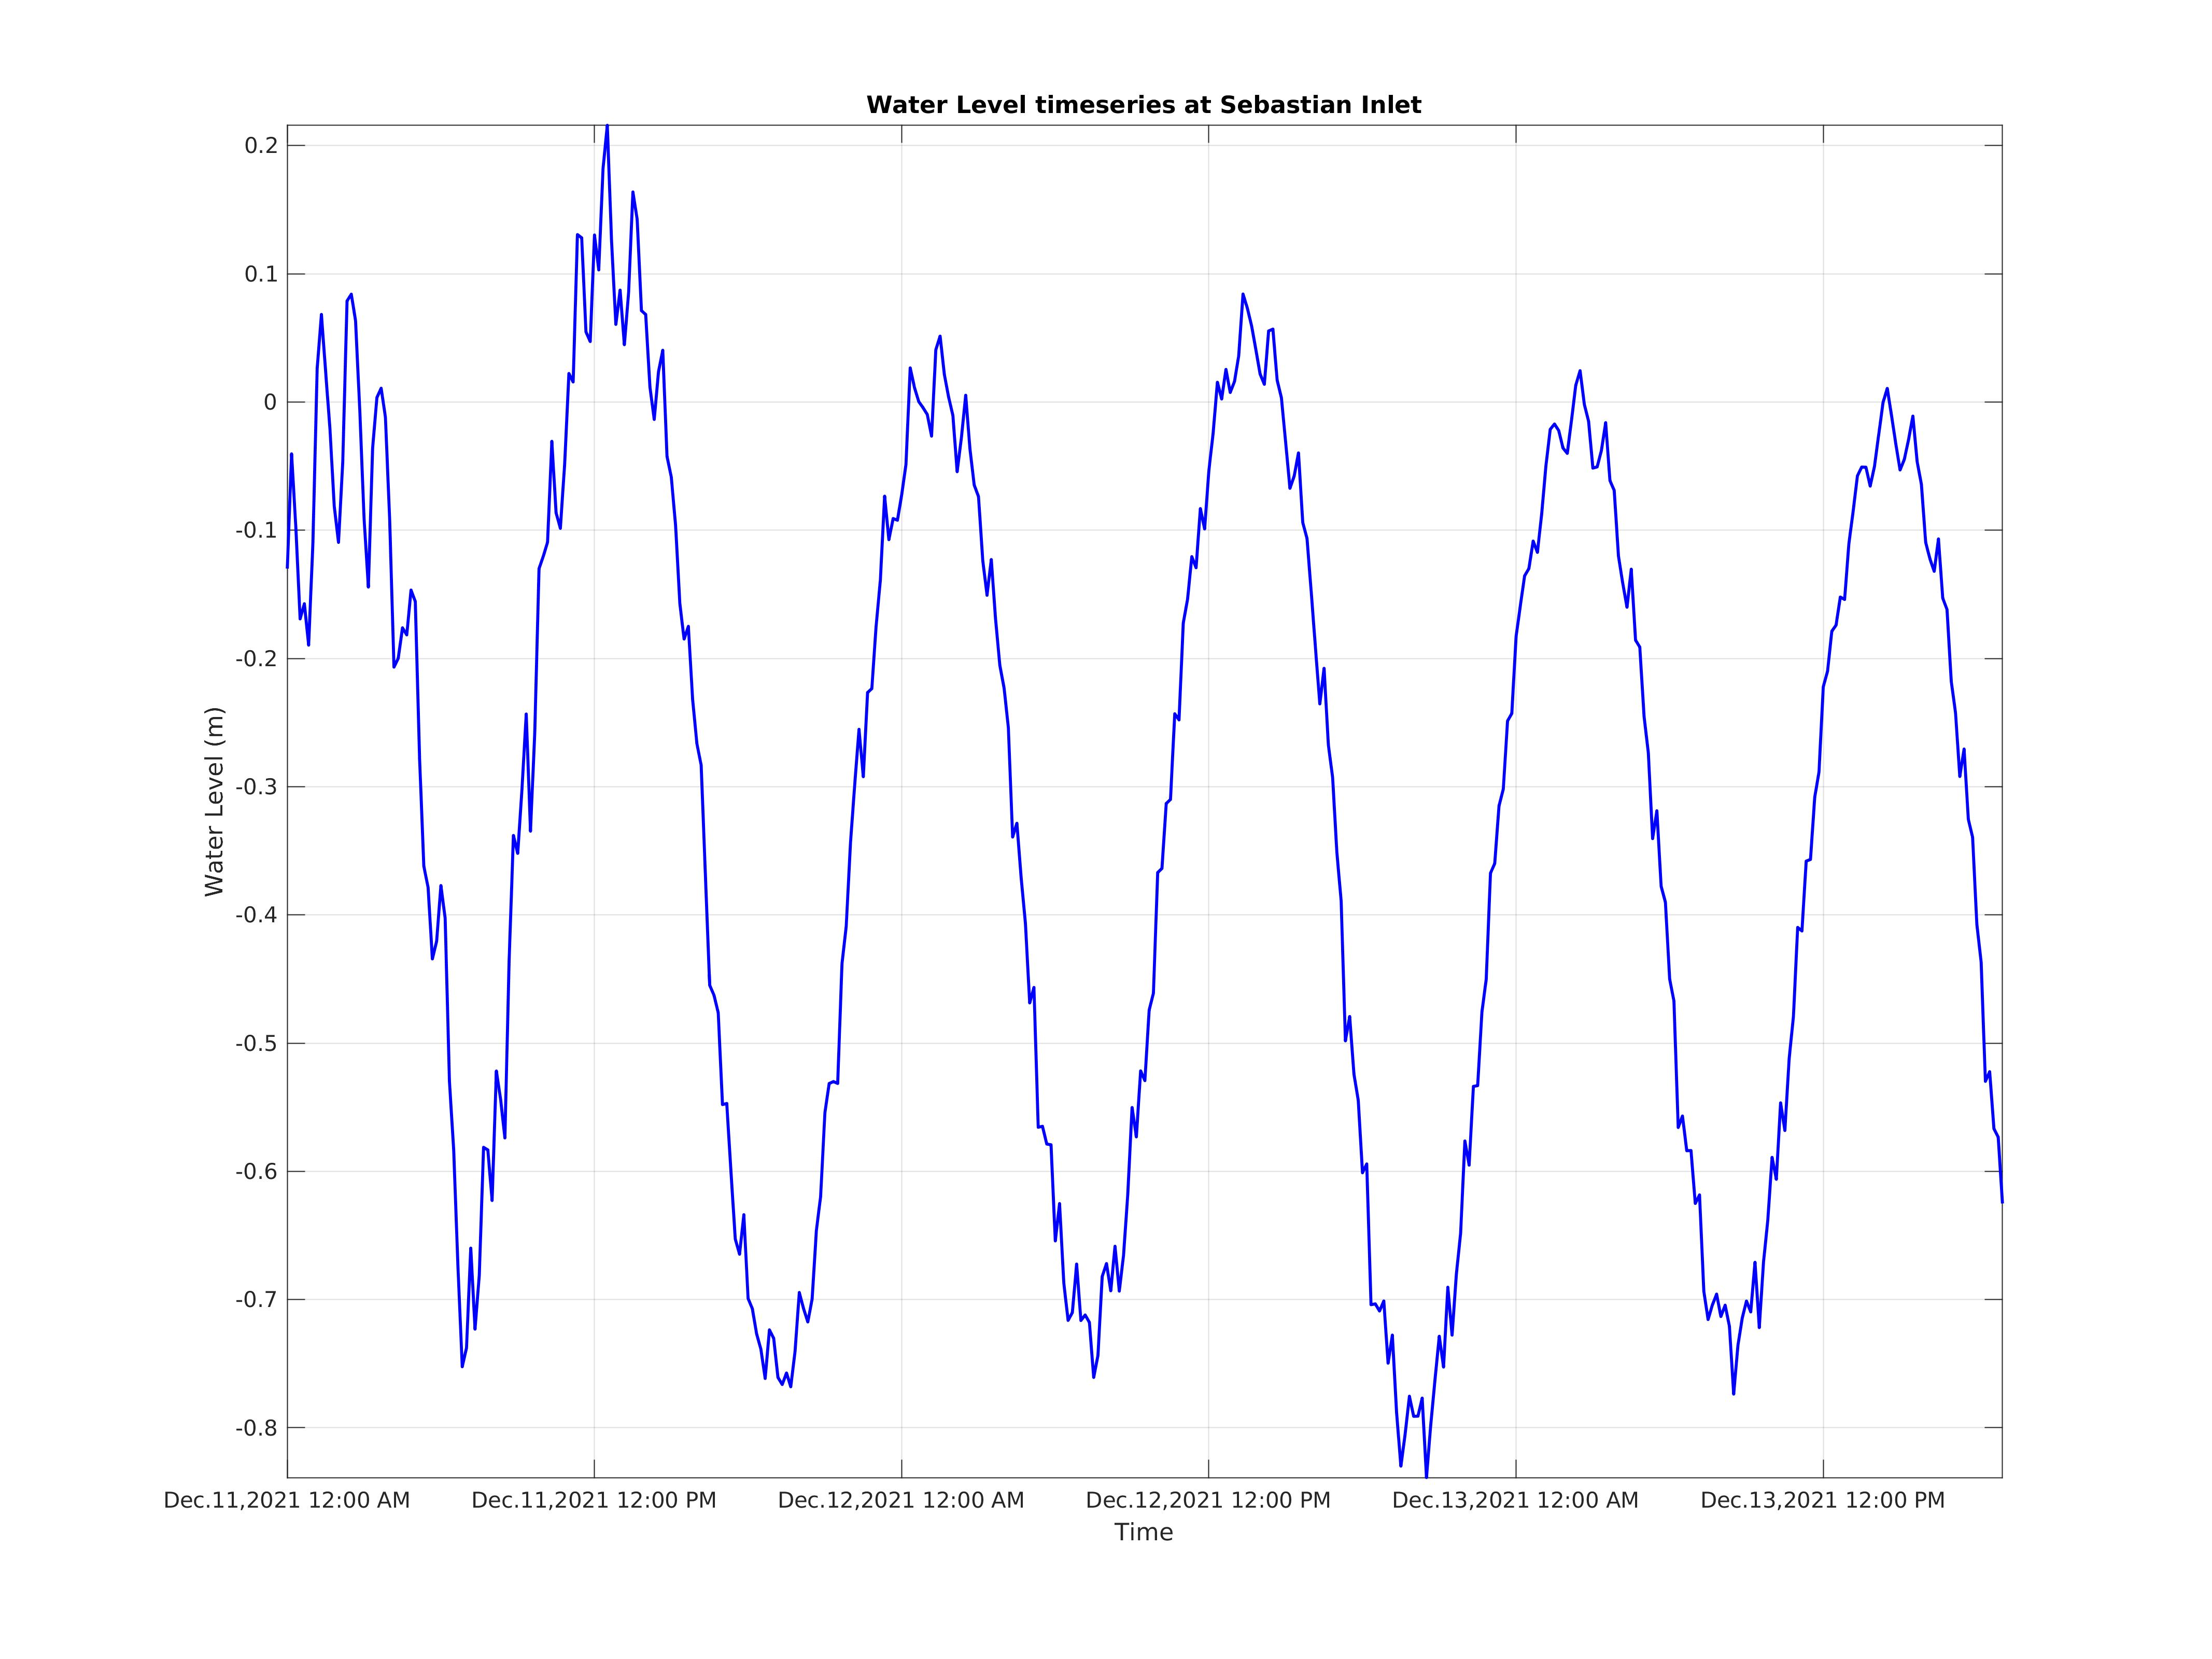 Water Level timeseries at Sebastian Inlet
0.2
0.1
0
-0.1
-0.2
-0.3
-0.4
-0.5
-0.6
-0.7
-0.8
Water Level (m)
Dec.11,2021 12:00 AM
Dec.11,2021 12:00 PM
Dec.12,2021 12:00 AM
Dec.12,2021 12:00 PM
Dec.13,2021 12:00 AM
Dec.13,2021 12:00 PM
Time